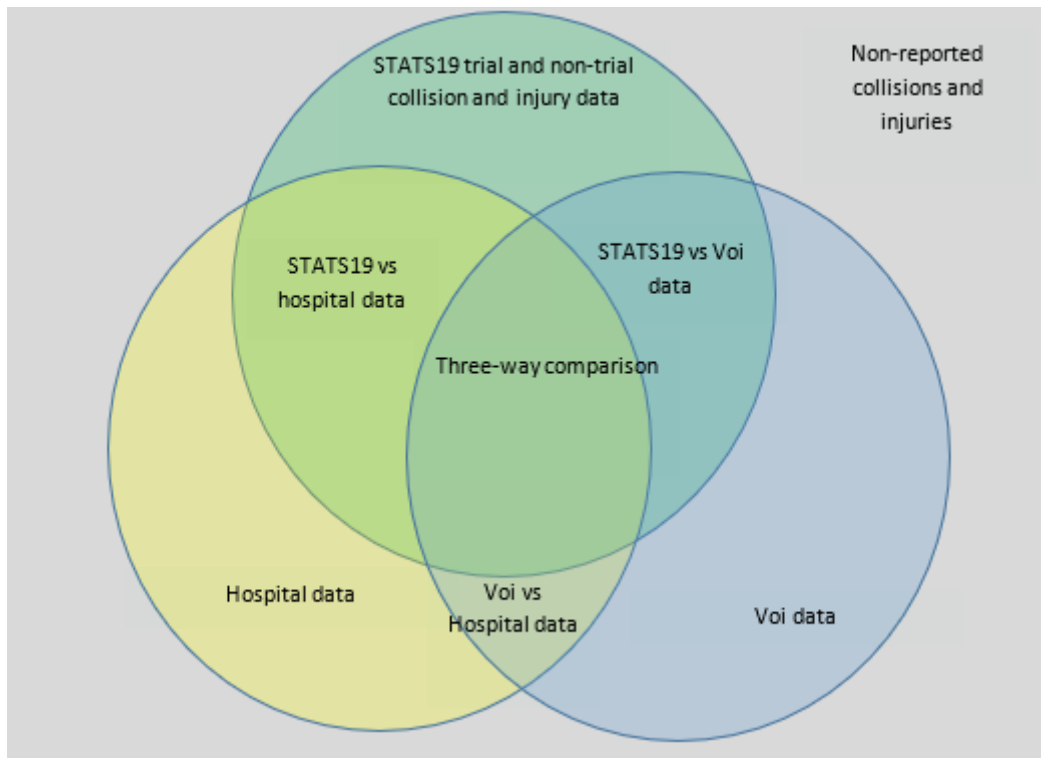 STATS19 trial and non-trial
collision and injury data
Non-reported
collisions and
injuries
STATS19 vs
hospital data
STATS19 vs Voi
data
Three-way comparison
Hospital data
Voi vs
Hospital data
Voi data